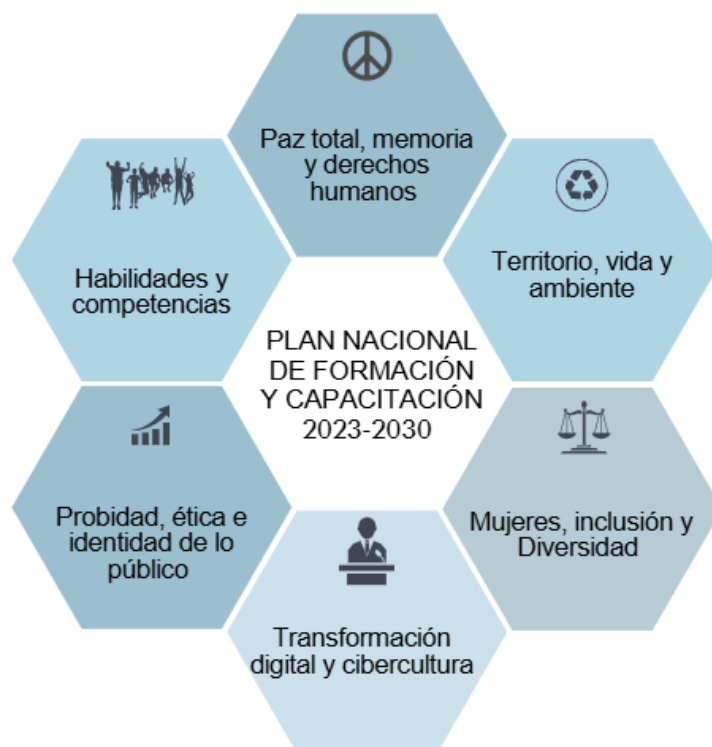 Paz total, memoria
y derechos
humanos
Habilidades y
competencias
Territorio, vida y
ambiente
PLAN NACIONAL
DE FORMACIÓN
Y CAPACITACIÓN
2023-2030
Probidad, ética e
identidad de lo
público
Mujeres, inclusión y
Diversidad
Transformación
digital y cibercultura